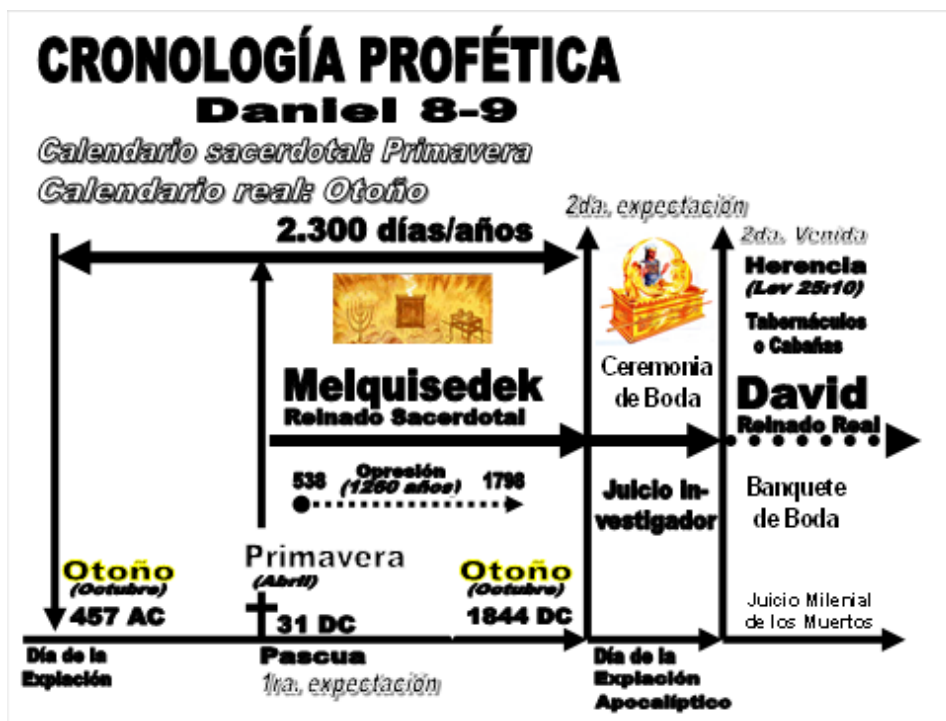 CRONOLOGÍA PROFÉTICA
Daniel 8-9
Calendario sacerdotal: Primavera
Calendario real: Otoño
2da. expectación
2.300 días/años
2da. Venida
Herencia
(Lev 25:10)
Tabernáculos
o Cabañas
Ceremonia
de Boda
Melquisedek
Reinado Sacerdotal
David
Reinado Real
538
Opresión
(1260 años)
1798
Juicio in-
vestigador
Banquete
de Boda
Otoño
(Octubre)
457 AC
Primavera
(Abril)
31 DC
Otoño
(Octubre)
1844 DC
Juicio Milenial
de los Muertos
Día de la
Expiación
Pascua
1ra. expectación
Día de la
Expiación
Apocalíptico